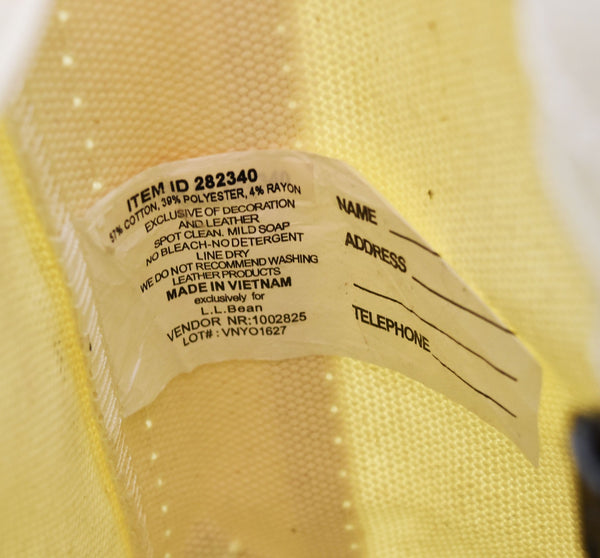 ITEM ID 282340
57% COTTON, 39% POLYESTER, 4% RAYON
EXCLUSIVE OF DECORATION
AND LEATHER
SPOT CLEAN. MILD SOAP
NO BLEACH-NO DETERGENT
LINE DRY
WE DO NOT RECOMMEND WASHING
LEATHER PRODUCTS
MADE IN VIETNAM
exclusively for
L.L.Bean
VENDOR NR:1002825
LOT#: VNYO1627
NAME
ADDRESS
TELEPHONE